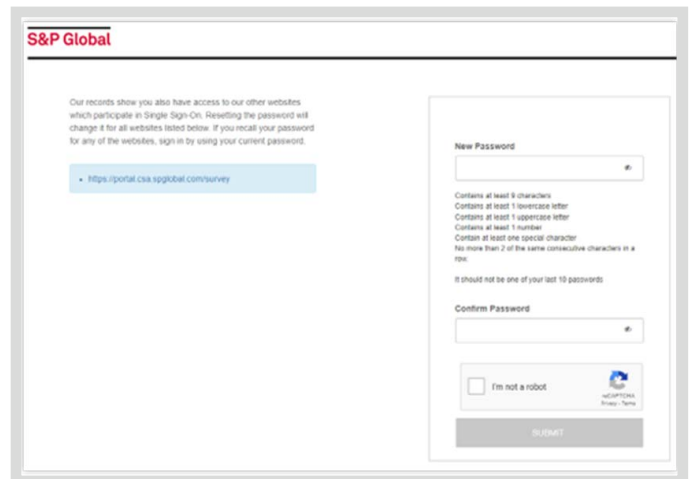 S&P Global
Our records show you also have access to our other websites
which participate in Single Sign-On. Resetting the password will
change it for all websites listed below. If you recall your password
for any of the websites, sign in by using your current password.
• https://portal.csa.spglobal.com/survey
New Password
Contains at least 9 characters
Contains at least 1 lowercase letter
Contains at least 1 uppercase letter
Contains at least 1 number
Contain at least one special character
No more than 2 of the same consecutive characters in a
row.
It should not be one of your last 10 passwords
Confirm Password
I'm not a robot
reCAPTCHA
Privacy - Terms
SUBMIT